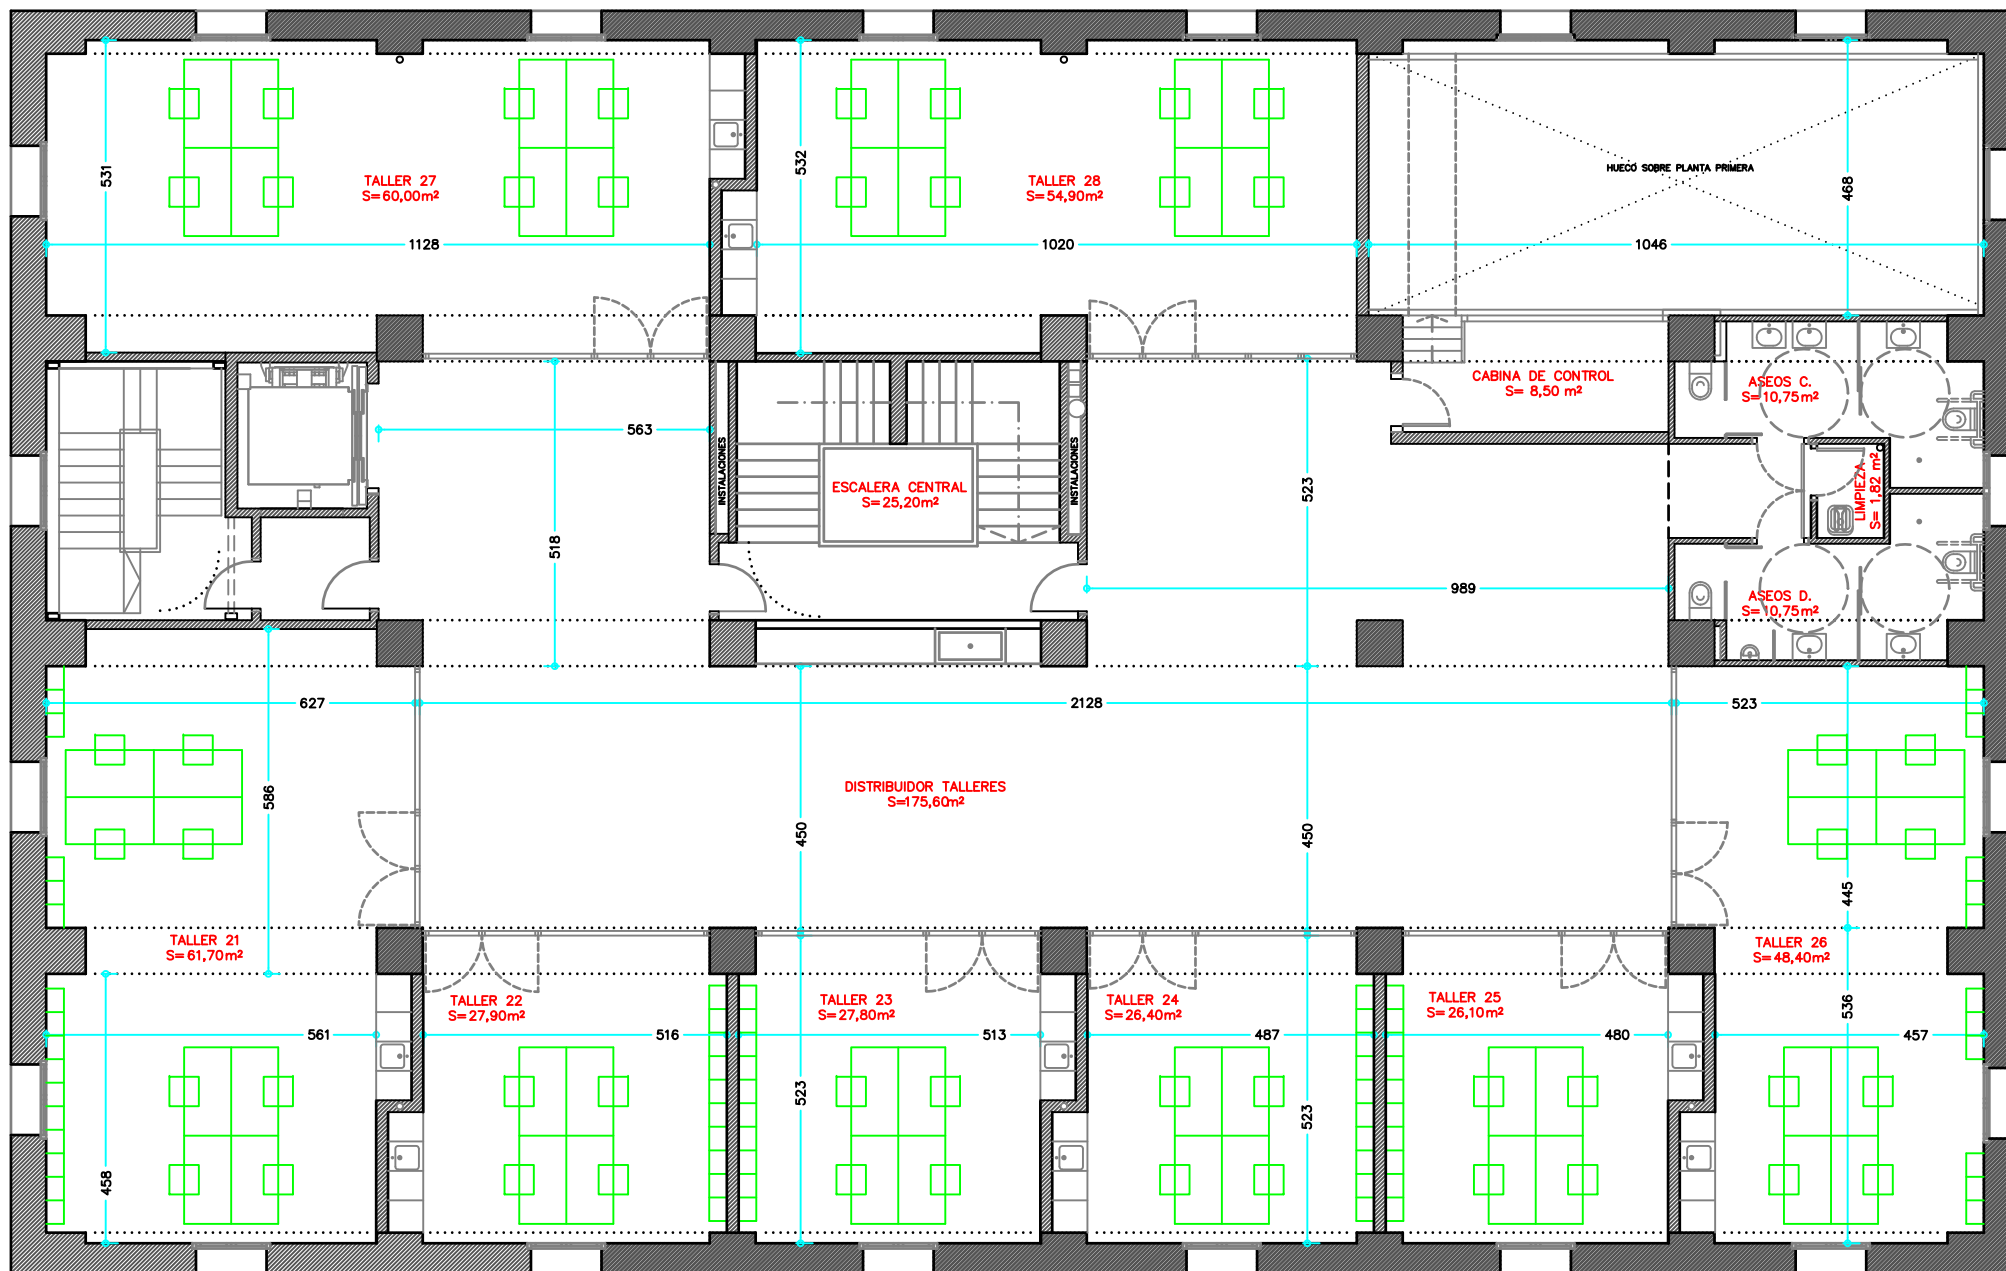 531
532
HUECO SOBRE PLANTA PRIMERA
468
TALLER 27
S=60,00m²
TALLER 28
S=54,90m²
1128
1020
1046
CABINA DE CONTROL
S= 8,50 m²
ASEOS C.
S=10,75m²
563
INSTALACIONES
INSTALACIONES
ESCALERA CENTRAL
S=25,20m²
523
LIMPIEZA
S= 1,82 m²
518
989
ASEOS D.
S=10,75m²
627
2128
523
586
DISTRIBUIDOR TALLERES
S=175,60m²
450
450
445
TALLER 21
S=61,70m²
TALLER 26
S=48,40m²
TALLER 22
S=27,90m²
TALLER 23
S=27,80m²
TALLER 24
S=26,40m²
TALLER 25
S=26,10m²
536
561
516
513
487
480
457
523
523
458